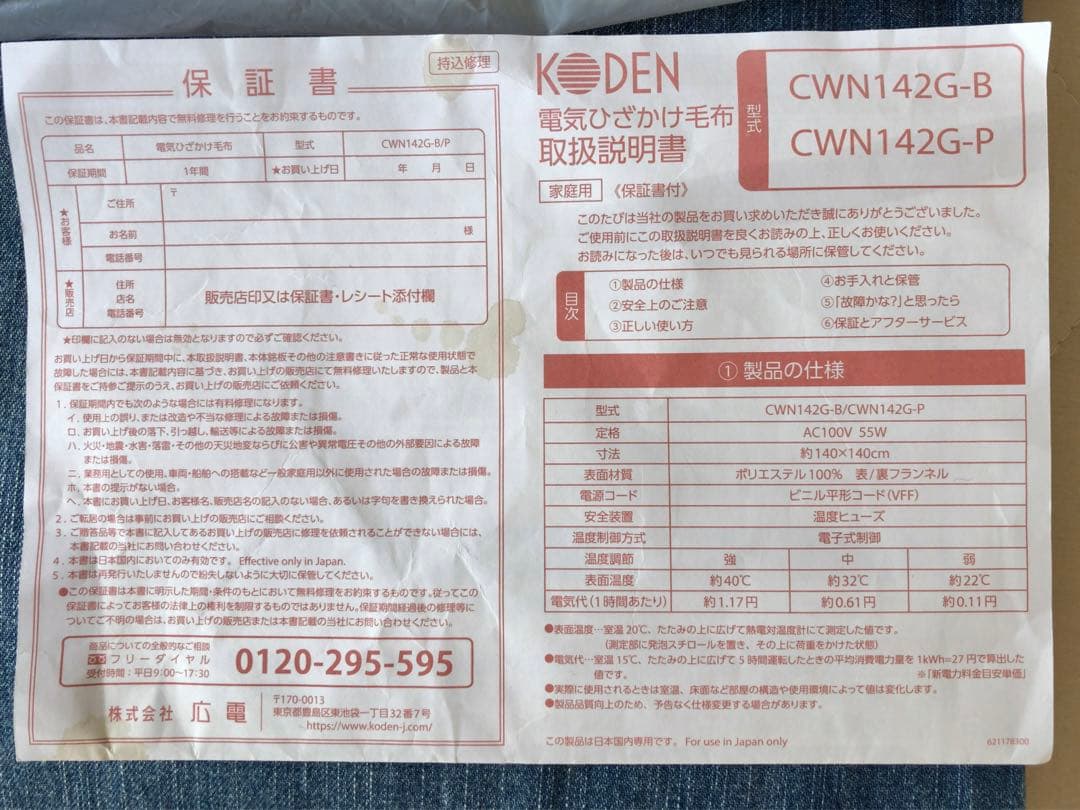 保証書
持込修理
この保証書は、本書記載内容で無料修理を行うことをお約束するものです。
品名 電気ひざかけ毛布 型式 CWN142G-B/P
保証期間 1年間 ★お買い上げ日 年 月 日
★お客様 ご住所 〒
お名前 様
電話番号
★販売店 住所 店名 電話番号 販売店印又は保証書・レシート添付欄
★印欄に記入のない場合は無効となりますので必ずご確認ください。
お買い上げ日から保証期間中に、本取扱説明書、本体銘板その他の注意書きに従った正常な使用状態で
故障した場合には、本書記載内容に基づき、お買い上げの販売店にて無料修理いたしますので、製品と本
保証書をご持参ご提示のうえ、お買い上げの販売店にご依頼ください。
1. 保証期間内でも次のような場合には有料修理になります。
イ. 使用上の誤り、または改造や不当な修理による故障または損傷。
ロ. お買い上げ後の落下、引っ越し、輸送等による故障または損傷。
ハ. 火災・地震・水害・落雷・その他の天災地変ならびに公害や異常電圧その他の外部要因による故障
または損傷。
ニ. 業務用としての使用、車両・船舶への搭載など一般家庭用以外に使用された場合の故障または損傷。
ホ. 本書の提示がない場合。
ヘ. 本書にお買い上げ日、お客様名、販売店名の記入のない場合、あるいは字句を書き換えられた場合。
2. ご転居の場合は事前にお買い上げの販売店にご相談ください。
3. ご贈答品等で本書に記入してあるお買い上げの販売店に修理を依頼されることができない場合には、
本書記載の当社にお問い合わせください。
4. 本書は日本国内においてのみ有効です。Effective only in Japan.
5. 本書は再発行いたしませんので紛失しないように大切に保管してください。
●この保証書は本書に明示した期間・条件のもとにおいて無料修理をお約束するものです。従ってこの
保証書によってお客様の法律上の権利を制限するものではありません。保証期間経過後の修理等に
ついてご不明の場合は、お買い上げの販売店または本書記載の当社にお問い合わせください。
商品についての全般的なご相談
フリーダイヤル
受付時間:平日9:00〜17:30
0120-295-595
株式会社 広電
〒170-0013
東京都豊島区東池袋一丁目32番7号
https://www.koden-j.com/
KODEN
電気ひざかけ毛布
取扱説明書
型式
CWN142G-B
CWN142G-P
家庭用 《保証書付》
このたびは当社の製品をお買い求めいただき誠にありがとうございました。
ご使用前にこの取扱説明書を良くお読みの上、正しくお使いください。
お読みになった後は、いつでも見られる場所に保管してください。
目次
①製品の仕様 ④お手入れと保管
②安全上のご注意 ⑤「故障かな?」と思ったら
③正しい使い方 ⑥保証とアフターサービス
①製品の仕様
型式 CWN142G-B/CWN142G-P
定格 AC100V 55W
寸法 約140×140cm
表面材質 ポリエステル100% 表/裏フランネル
電源コード ビニル平形コード(VFF)
安全装置 温度ヒューズ
温度制御方式 電子式制御
温度調節 強 中 弱
表面温度 約40℃ 約32℃ 約22℃
電気代(1時間あたり) 約1.17円 約0.61円 約0.11円
●表面温度…室温20℃、たたみの上に広げて熱電対温度計にて測定した値です。
(測定部に発泡スチロールを置き、その上に荷重をかけた状態)
●電気代…室温15℃、たたみの上に広げて5時間運転したときの平均消費電力量を1kWh=27円で算出した
値です。 ※「新電力料金目安単価」
●実際に使用されるときは室温、床面など部屋の構造や使用環境によって値は変化します。
●製品品質向上のため、予告なく仕様変更する場合があります。
この製品は日本国内専用です。For use in Japan only
621178300